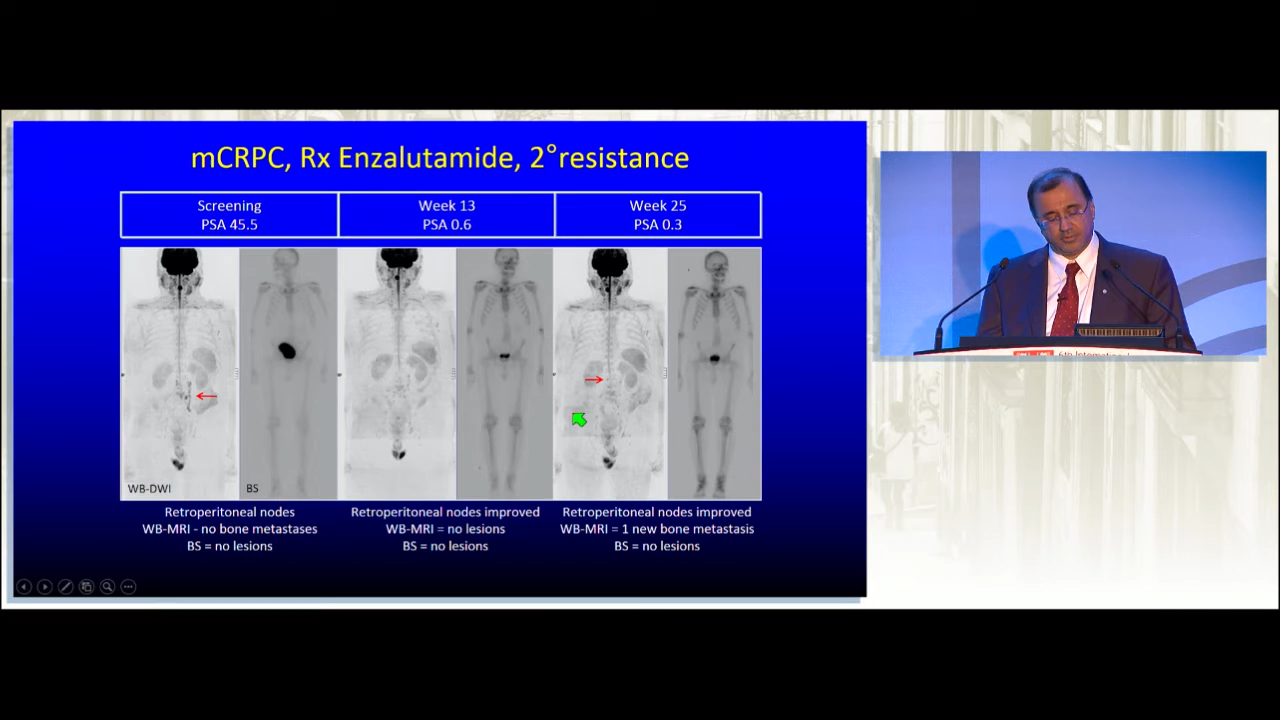 mCRPC, Rx Enzalutamide, 2° resistance
Screening
PSA 45.5
Week 13
PSA 0.6
Week 25
PSA 0.3
WB-DWI
BS
Retroperitoneal nodes
WB-MRI - no bone metastases
BS = no lesions
Retroperitoneal nodes improved
WB-MRI = no lesions
BS = no lesions
Retroperitoneal nodes improved
WB-MRI = 1 new bone metastasis
BS = no lesions
6th International